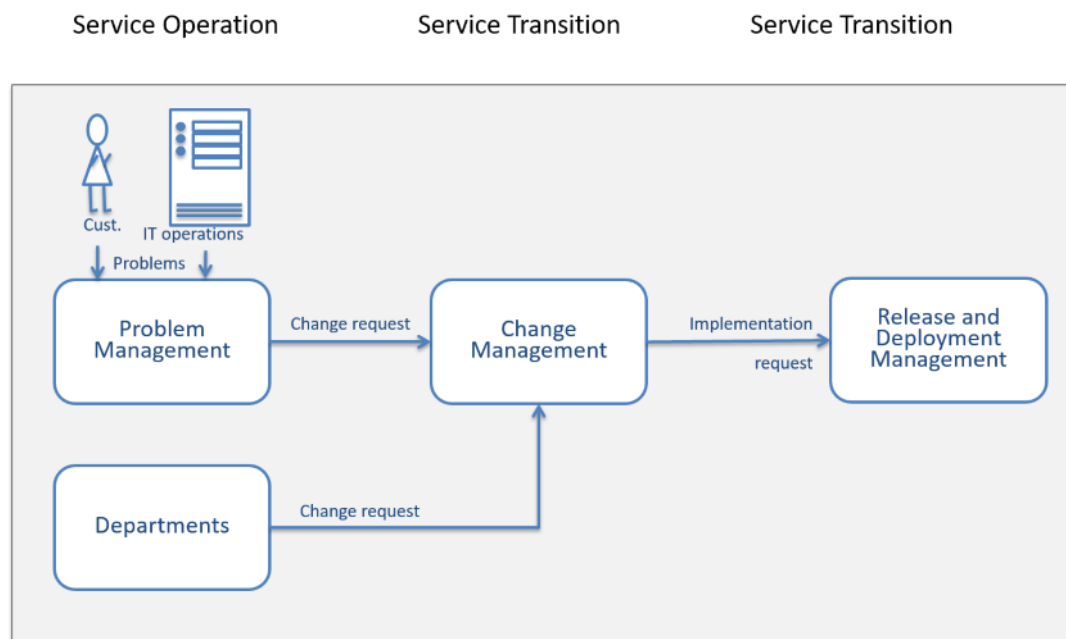 Service Operation
Service Transition
Service Transition
Cust.
IT operations
Problems
Problem
Management
Change request
Change
Management
Implementation
request
Release and
Deployment
Management
Departments
Change request